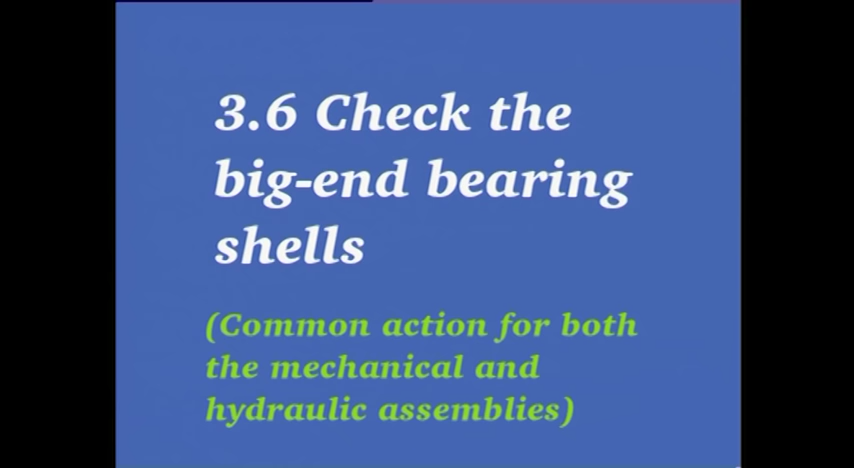 3.6 Check the
big-end bearing
shells
(Common action for both
the mechanical and
hydraulic assemblies)